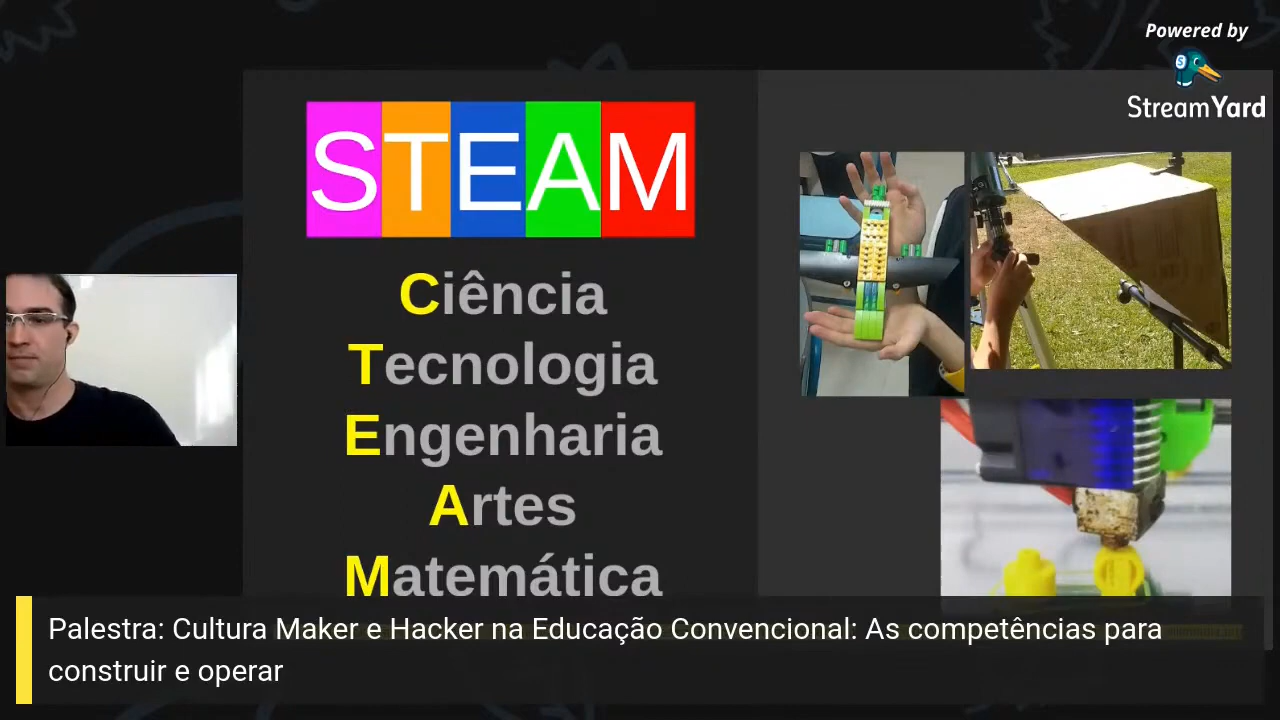 Powered by
StreamYard
STEAM
Ciência
Tecnologia
Engenharia
Artes
Matemática
Palestra: Cultura Maker e Hacker na Educação Convencional: As competências para
construir e operar